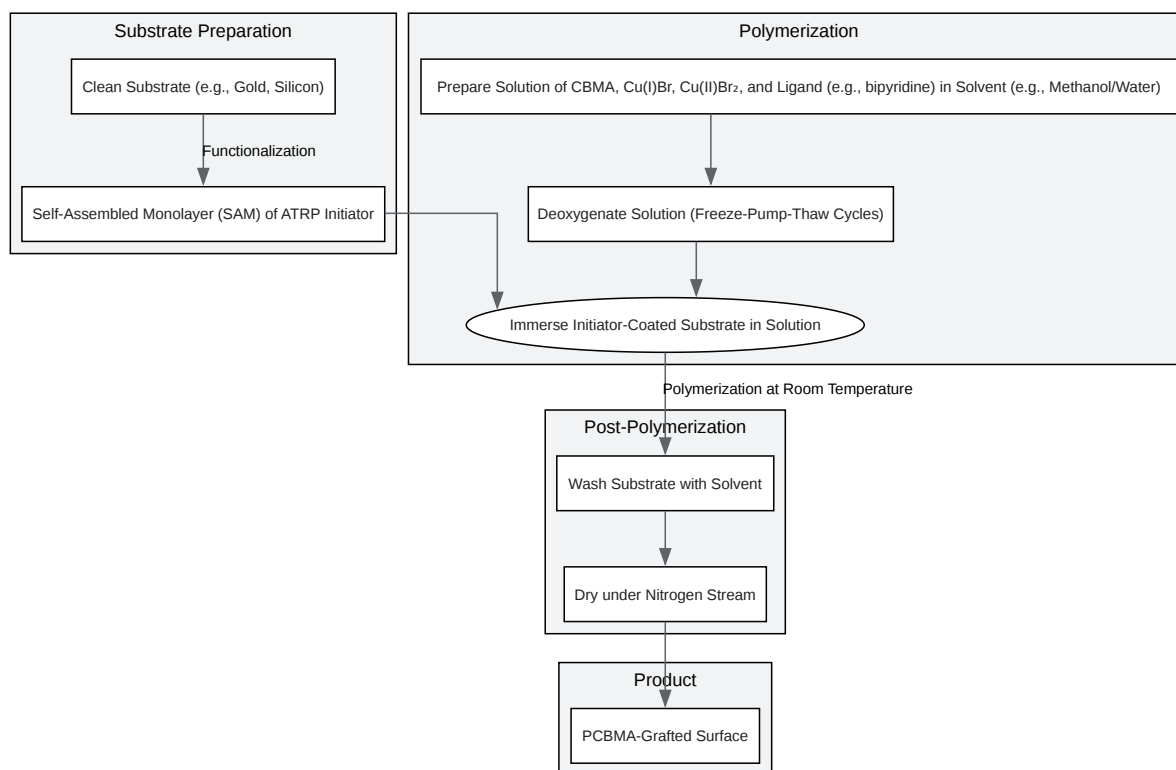 Substrate Preparation
Clean Substrate (e.g., Gold, Silicon)
Functionalization
Self-Assembled Monolayer (SAM) of ATRP Initiator
Polymerization
Prepare Solution of CBMA, Cu(I)Br, Cu(II)Br₂, and Ligand (e.g., bipyridine) in Solvent (e.g., Methanol/Water)
Deoxygenate Solution (Freeze-Pump-Thaw Cycles)
Immerse Initiator-Coated Substrate in Solution
Polymerization at Room Temperature
Post-Polymerization
Wash Substrate with Solvent
Dry under Nitrogen Stream
Product
PCBMA-Grafted Surface